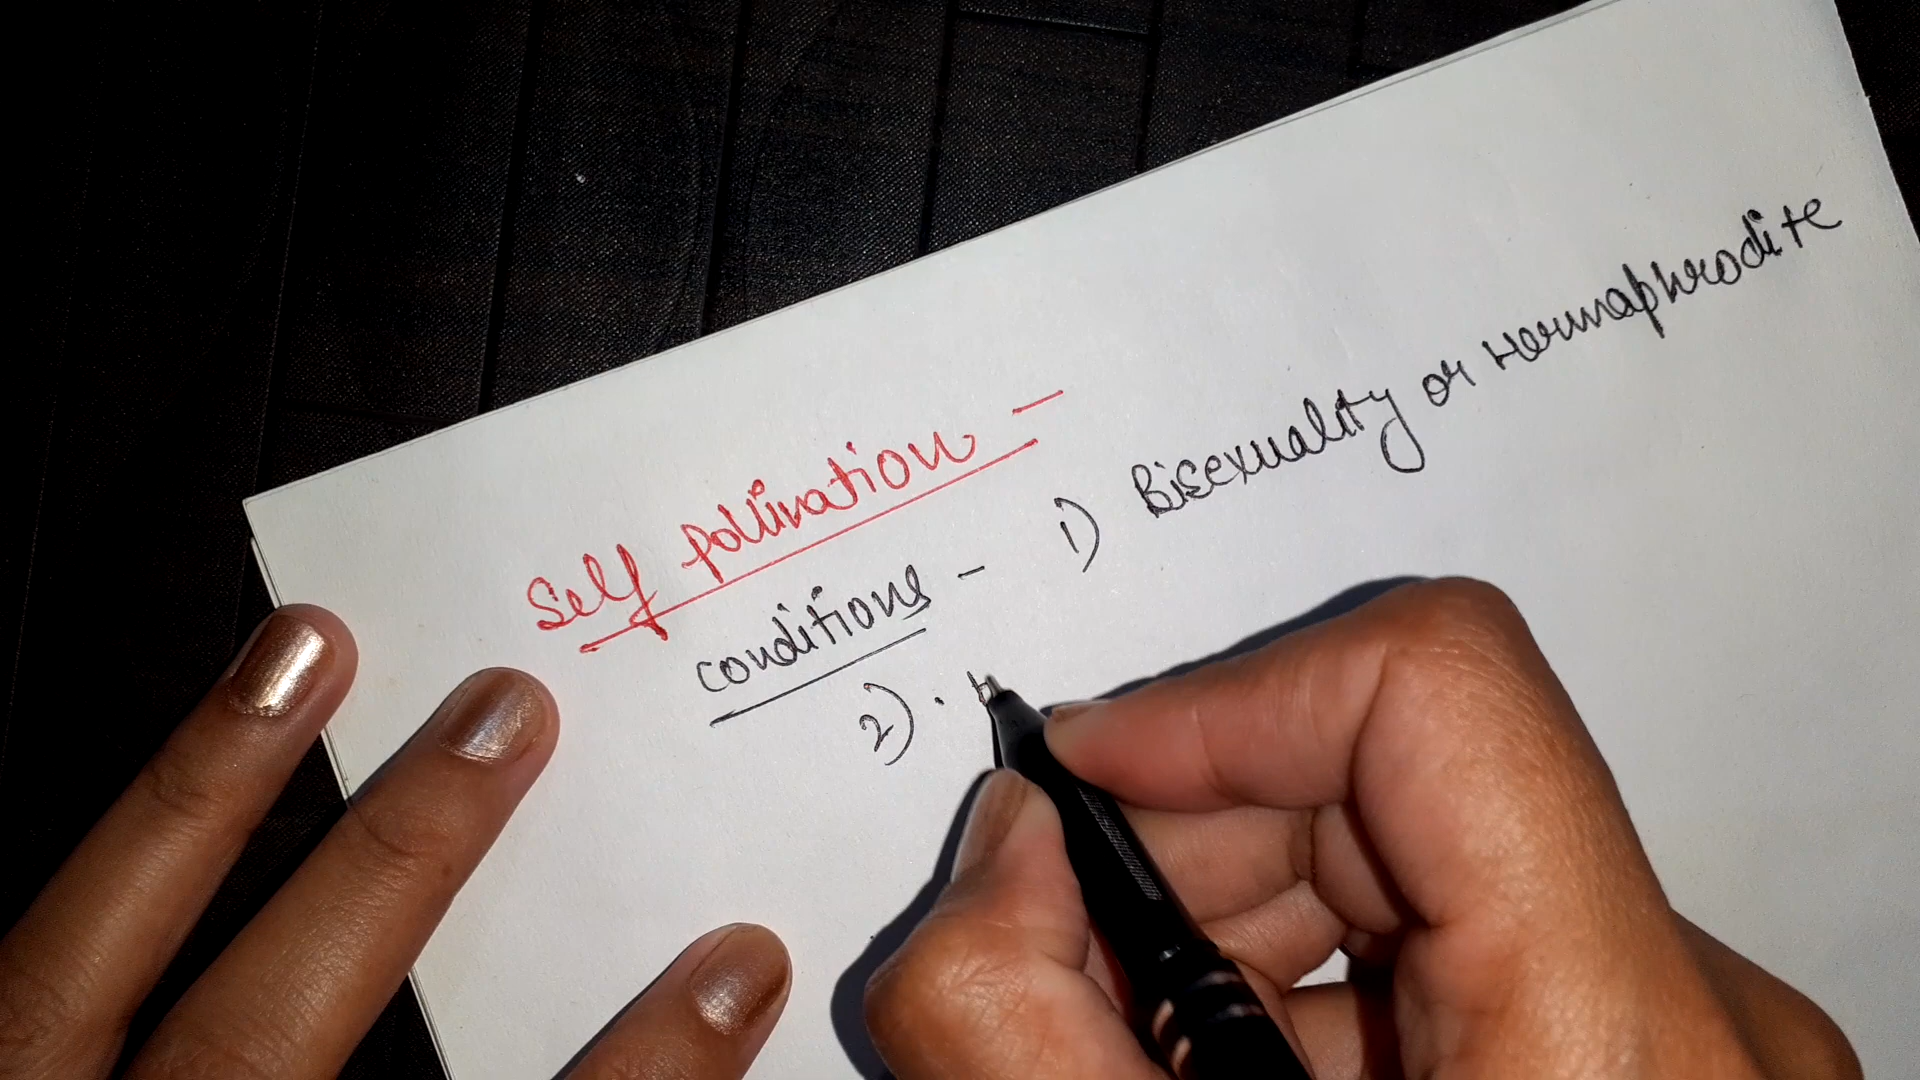 Self pollination -
conditions - 1) Bisexuality or Hermaphrodite
2) .